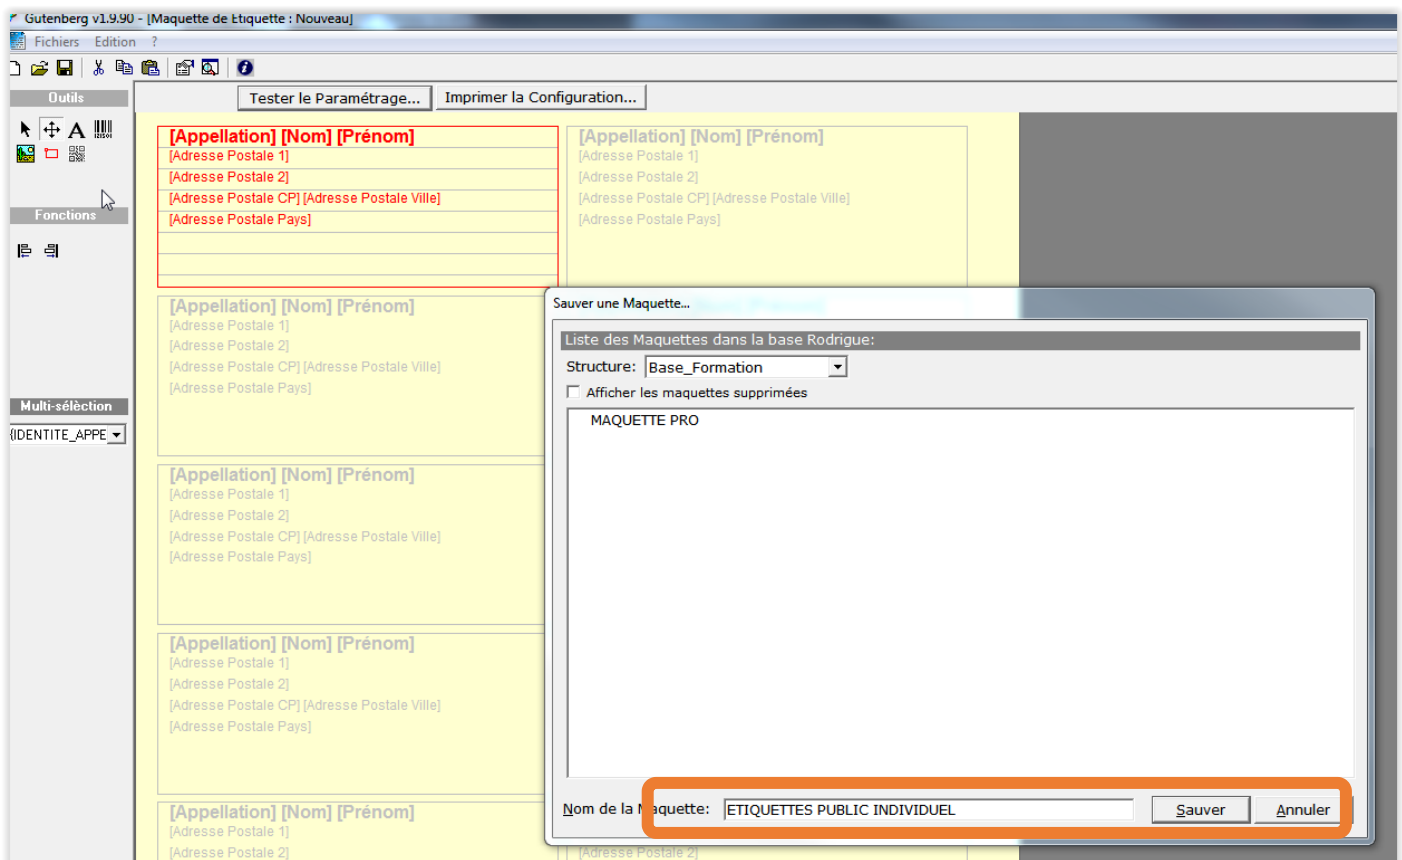 Gutenberg v1.9.90 - [Maquette de Etiquette : Nouveau]
Fichiers Edition ?
Outils
Tester le Paramétrage... Imprimer la Configuration...
[Appellation] [Nom] [Prénom] [Appellation] [Nom] [Prénom]
[Adresse Postale 1] [Adresse Postale 1]
[Adresse Postale 2] [Adresse Postale 2]
[Adresse Postale CP] [Adresse Postale Ville] [Adresse Postale CP] [Adresse Postale Ville]
[Adresse Postale Pays] [Adresse Postale Pays]
Fonctions
[Appellation] [Nom] [Prénom]
[Adresse Postale 1]
[Adresse Postale 2]
[Adresse Postale CP] [Adresse Postale Ville]
[Adresse Postale Pays]
Multi-sélèction
{IDENTITE_APPE
[Appellation] [Nom] [Prénom]
[Adresse Postale 1]
[Adresse Postale 2]
[Adresse Postale CP] [Adresse Postale Ville]
[Adresse Postale Pays]
[Appellation] [Nom] [Prénom]
[Adresse Postale 1]
[Adresse Postale 2]
[Adresse Postale CP] [Adresse Postale Ville]
[Adresse Postale Pays]
[Appellation] [Nom] [Prénom]
[Adresse Postale 1]
[Adresse Postale 2] [Adresse Postale 2]
Sauver une Maquette...
Liste des Maquettes dans la base Rodrigue:
Structure: Base_Formation
Afficher les maquettes supprimées
MAQUETTE PRO
Nom de la Maquette: ETIQUETTES PUBLIC INDIVIDUEL Sauver Annuler